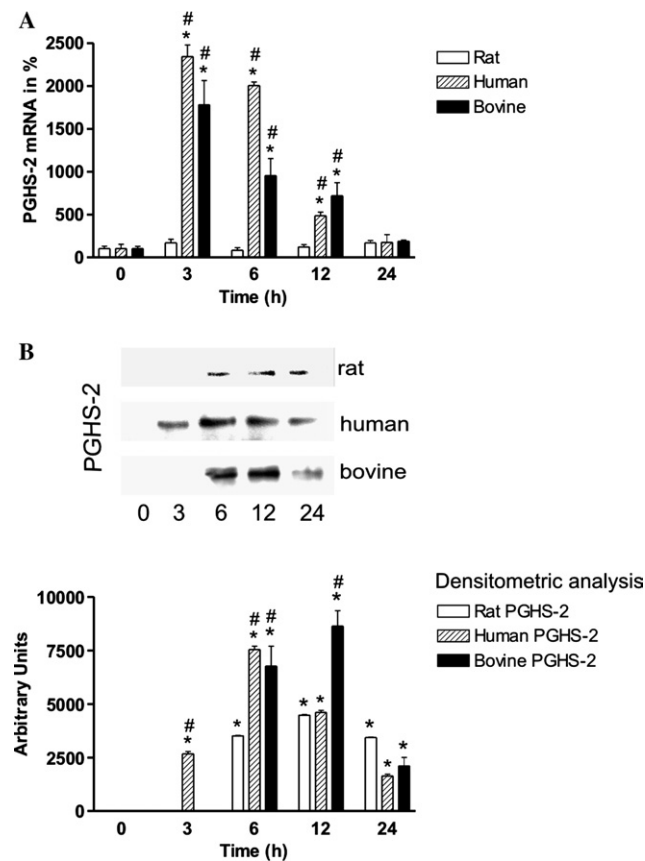 A
2500
2000
1500
1000
500
0
PGHS-2 mRNA in %
# * # * # * # * # * # *
0 3 6 12 24
Time (h)
Rat
Human
Bovine
B
PGHS-2
rat
human
bovine
0 3 6 12 24
Densitometric analysis
Rat PGHS-2
Human PGHS-2
Bovine PGHS-2
10000
7500
5000
2500
0
Arbitrary Units
# * * # * # * * * # * * * *
0 3 6 12 24
Time (h)